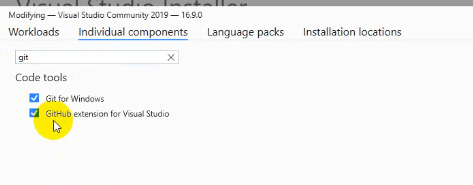 Visual Studio Installer
Modifying — Visual Studio Community 2019 — 16.9.0
Workloads Individual components Language packs Installation locations
git
Code tools
Git for Windows
GitHub extension for Visual Studio